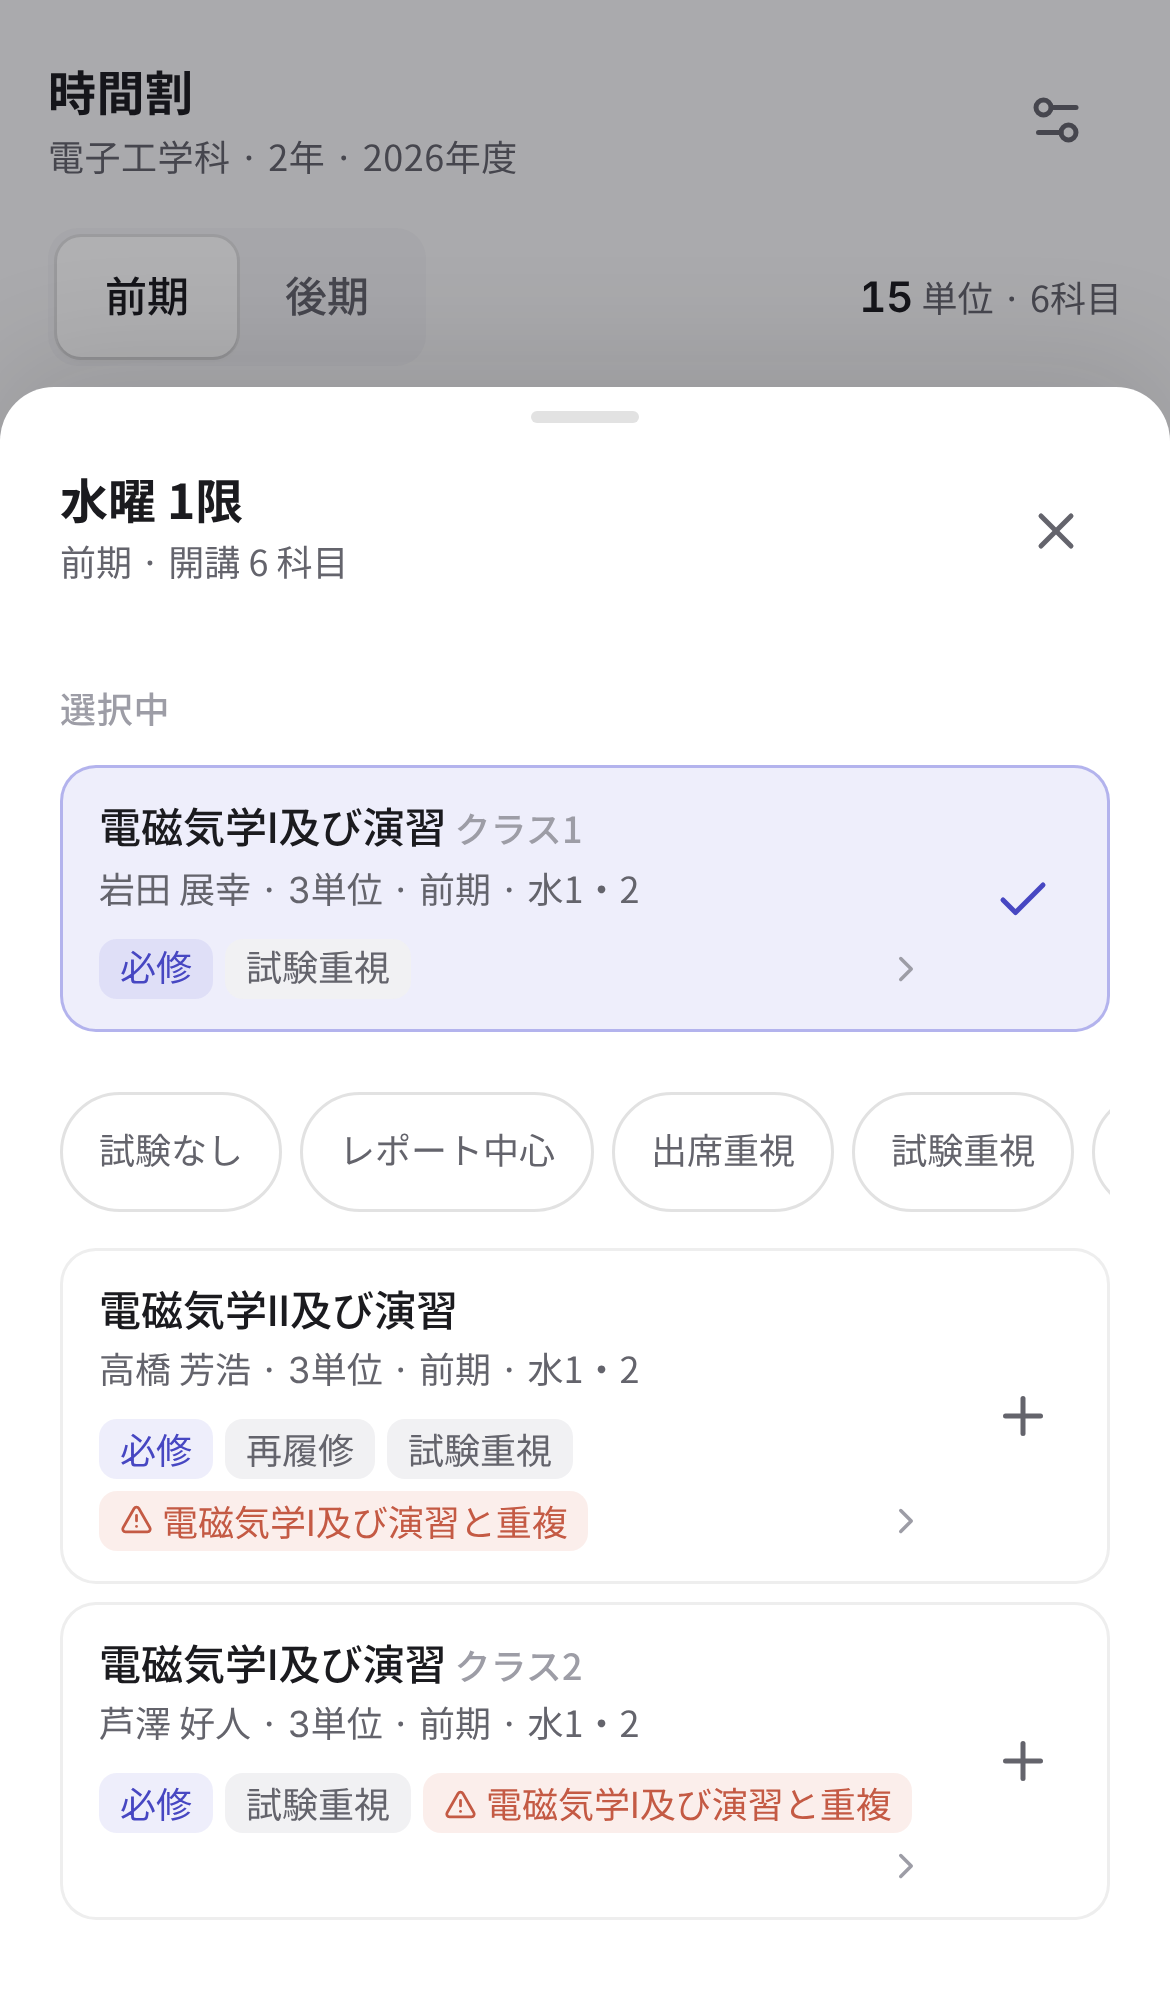 時間割
電子工学科 · 2年 · 2026年度
前期 後期 15 単位 · 6科目
水曜 1限
前期 · 開講 6 科目
選択中
電磁気学I及び演習 クラス1
岩田 展幸 · 3単位 · 前期 · 水1・2
必修 試験重視
試験なし レポート中心 出席重視 試験重視
電磁気学II及び演習
高橋 芳浩 · 3単位 · 前期 · 水1・2
必修 再履修 試験重視
電磁気学I及び演習と重複
電磁気学I及び演習 クラス2
芦澤 好人 · 3単位 · 前期 · 水1・2
必修 試験重視 電磁気学I及び演習と重複